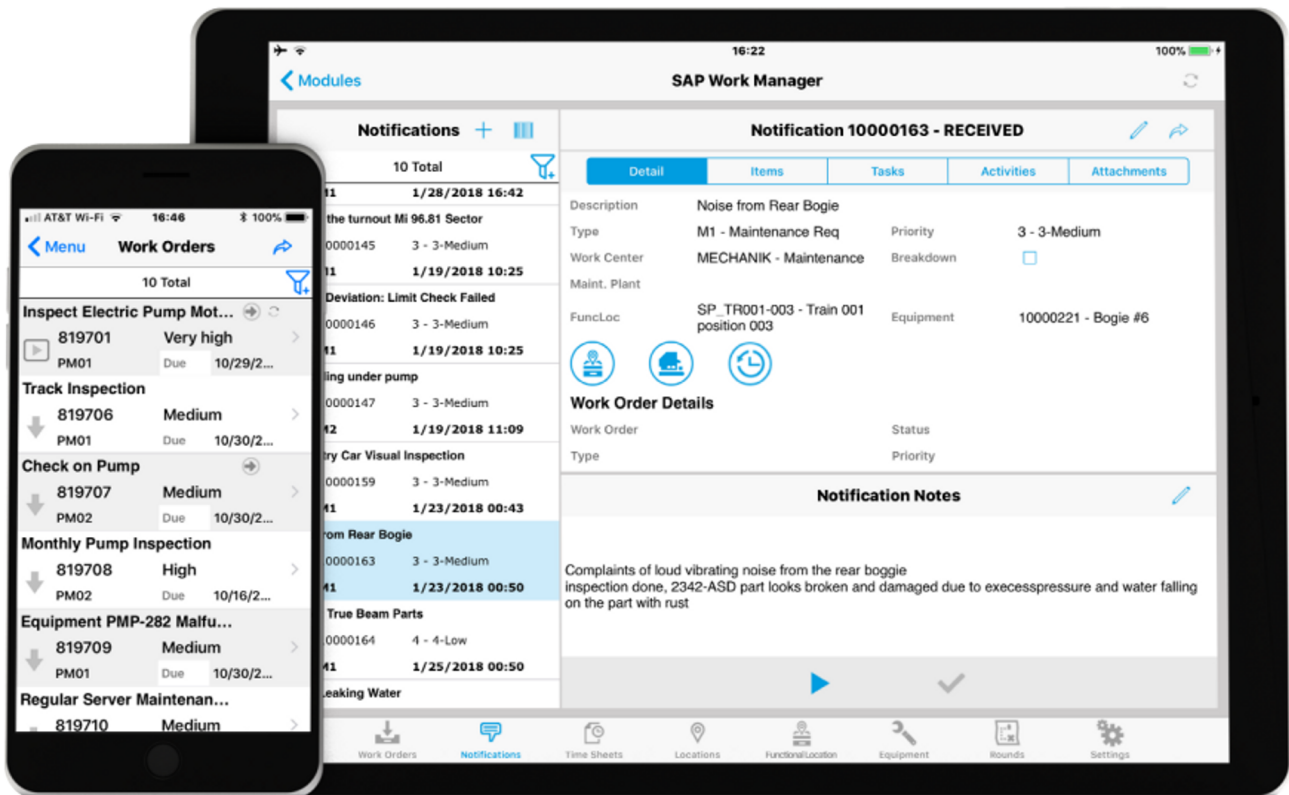 AT&T Wi-Fi 16:46 100%
Menu Work Orders
10 Total
Inspect Electric Pump Mot...
819701 Very high
PM01 Due 10/29/2...
Track Inspection
819706 Medium
PM01 Due 10/30/2...
Check on Pump
819707 Medium
PM02 Due 10/30/2...
Monthly Pump Inspection
819708 High
PM02 Due 10/16/2...
Equipment PMP-282 Malfu...
819709 Medium
PM01 Due 10/30/2...
Regular Server Maintenan...
819710 Medium
16:22 100%
Modules SAP Work Manager
Notifications
10 Total
M1 1/28/2018 16:42
the turnout Mi 96.81 Sector
0000145 3 - 3-Medium
1/19/2018 10:25
Deviation: Limit Check Failed
0000146 3 - 3-Medium
1/19/2018 10:25
under pump
0000147 3 - 3-Medium
M2 1/19/2018 11:09
Car Visual Inspection
0000159 3 - 3-Medium
1/23/2018 00:43
Rear Bogie
0000163 3 - 3-Medium
1/23/2018 00:50
True Beam Parts
0000164 4 - 4-Low
1/25/2018 00:50
Leaking Water
Notification 10000163 - RECEIVED
Detail Items Tasks Activities Attachments
Description Noise from Rear Bogie
Type M1 - Maintenance Req Priority 3 - 3-Medium
Work Center MECHANIK - Maintenance Breakdown
Maint. Plant
FuncLoc SP_TR001-003 - Train 001
position 003
Equipment 10000221 - Bogie #6
Work Order Details
Work Order Status
Type Priority
Notification Notes
Complaints of loud vibrating noise from the rear boggie
inspection done, 2342-ASD part looks broken and damaged due to execesspressure and water falling
on the part with rust
Work Orders Notifications Time Sheets Locations Functional Location Equipment Rounds Settings